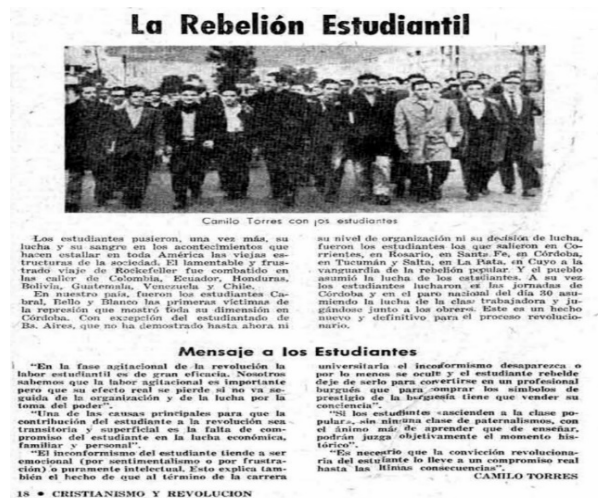 La Rebelión Estudiantil
Camilo Torres con los estudiantes
Los estudiantes pusieron, una vez más, su
lucha y su sangre en los acontecimientos que
hacen estallar en toda América las viejas es-
tructuras de la sociedad. El lamentable y frus-
trado viaje de Rockefeller fue combatido en
las calles de Colombia, Ecuador, Honduras,
Bolivia, Guatemala, Venezuela y Chile.
En nuestro país, fueron los estudiantes Ca-
bral, Bello y Blanco las primeras víctimas de
la represión que mostró toda su dimensión en
Córdoba. Con excepción del estudiantado de
Bs. Aires, que no ha demostrado hasta ahora ni
su nivel de organización ni su decisión de lucha,
fueron los estudiantes los que salieron en Co-
rrientes, en Rosario, en Santa Fe, en Córdoba,
en Tucumán y Salta, en La Plata, en Cuyo a la
vanguardia de la rebelión popular. Y el pueblo
asumió la lucha de los estudiantes. A su vez
los estudiantes lucharon en las jornadas de
Córdoba y en el paro nacional del día 30 asu-
miendo la lucha de la clase trabajadora y ju-
gándose junto a los obreros. Este es un hecho
nuevo y definitivo para el proceso revolucio-
nario.
Mensaje a los Estudiantes
"En la fase agitacional de la revolución la
labor estudiantil es de gran eficacia. Nosotros
sabemos que la labor agitacional es importante
pero que su efecto real se pierde si no va se-
guida de la organización y de la lucha por la
toma del poder".
"Una de las causas principales para que la
contribución del estudiante a la revolución sea
transitoria y superficial es la falta de com-
promiso del estudiante en la lucha económica,
familiar y personal".
"El inconformismo del estudiante tiende a ser
emocional (por sentimentalismo o por frustra-
ción) o puramente intelectual. Esto explica tam-
bién el hecho de que al término de la carrera
universitaria el inconformismo desaparezca o
por lo menos se oculte y el estudiante rebelde
deje de serlo para convertirse en un profesional
burgués que para comprar los símbolos de
prestigio de la burguesía tiene que vender su
conciencia".
"Si los estudiantes ascienden a la clase po-
pular, sin ninguna clase de paternalismos, con
el ánimo más de aprender que de enseñar,
podrán juzgar objetivamente el momento his-
tórico".
"Es necesario que la convicción revoluciona-
ria del estudiante lo lleve a un compromiso real
hasta las últimas consecuencias".
CAMILO TORRES
18 • CRISTIANISMO Y REVOLUCION